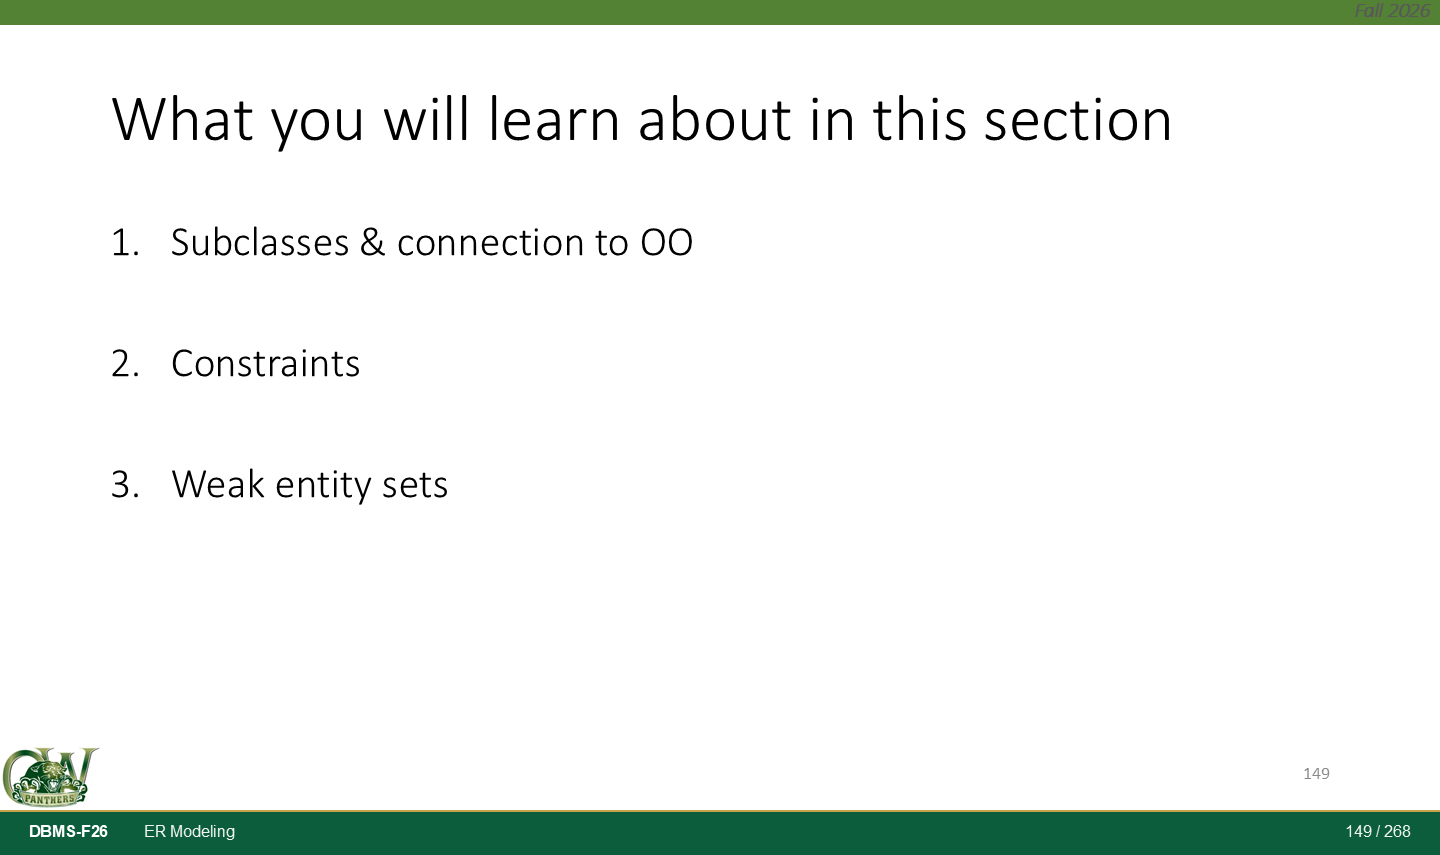 Fall 2026
What you will learn about in this section
1. Subclasses & connection to OO
2. Constraints
3. Weak entity sets
OW
PANTHERS
149
DBMS-F26 ER Modeling 149 / 268